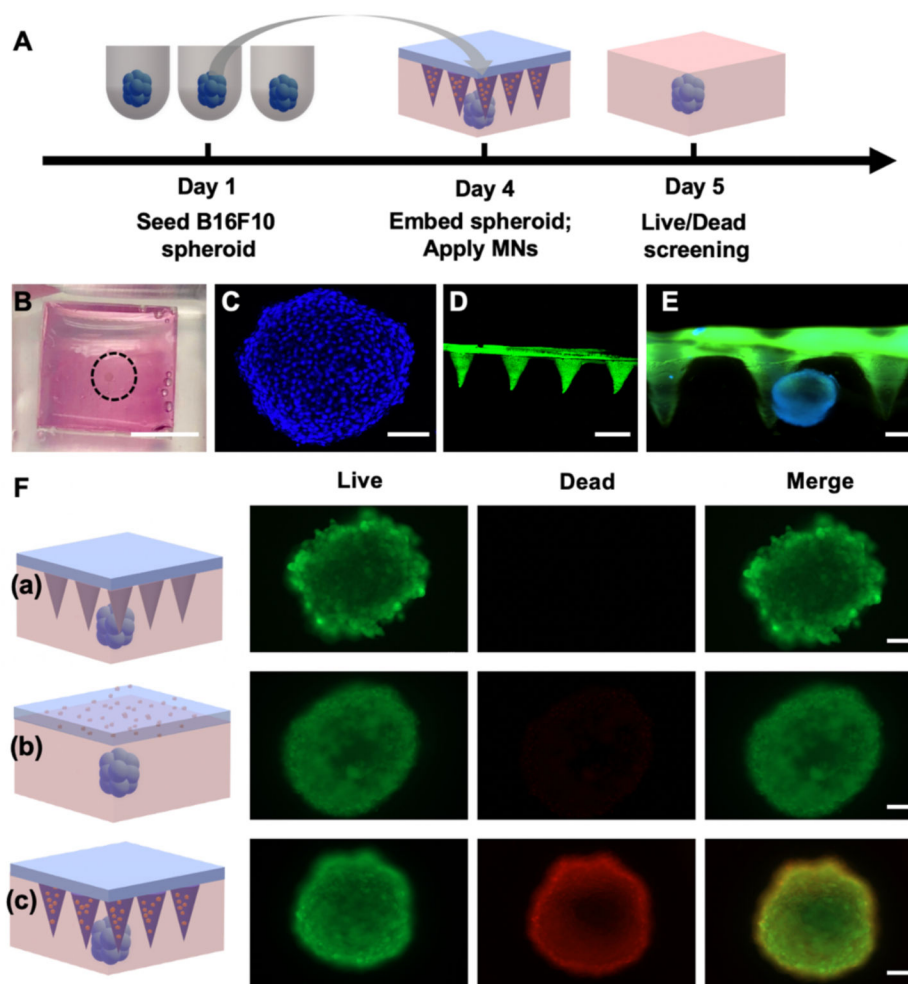 A
Day 1
Seed B16F10
spheroid
Day 4
Embed spheroid;
Apply MNs
Day 5
Live/Dead
screening
B
C
D
E
F
Live
Dead
Merge
(a)
(b)
(c)